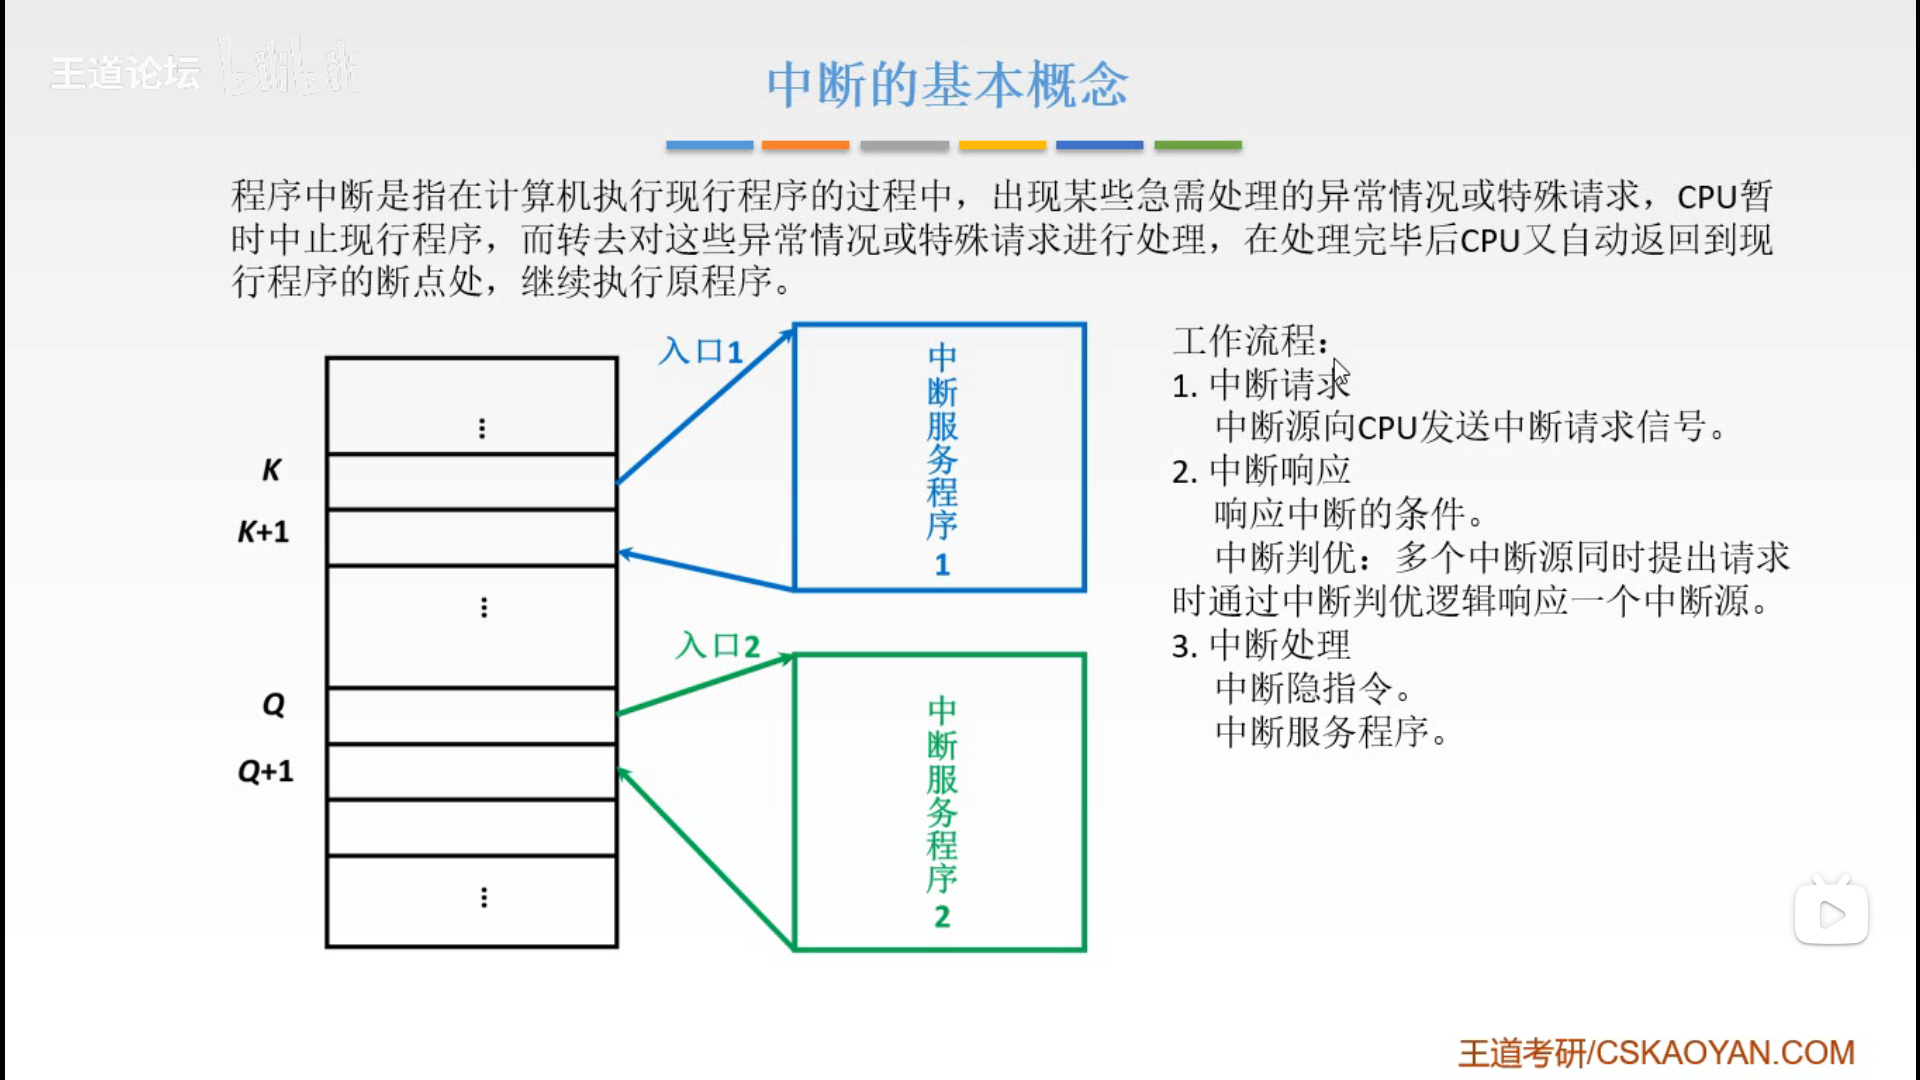 王道论坛 bilibili
中断的基本概念
程序中断是指在计算机执行现行程序的过程中，出现某些急需处理的异常情况或特殊请求，CPU暂
时中止现行程序，而转去对这些异常情况或特殊请求进行处理，在处理完毕后CPU又自动返回到现
行程序的断点处，继续执行原程序。
K
K+1
Q
Q+1
入口1
中断服务程序1
入口2
中断服务程序2
工作流程：
1. 中断请求
中断源向CPU发送中断请求信号。
2. 中断响应
响应中断的条件。
中断判优：多个中断源同时提出请求
时通过中断判优逻辑响应一个中断源。
3. 中断处理
中断隐指令。
中断服务程序。
王道考研/CSKAOYAN.COM